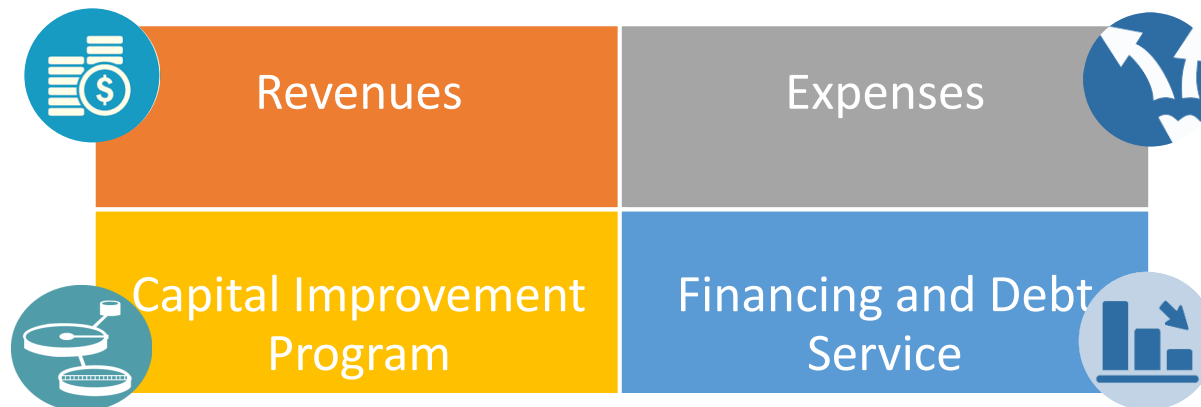 $
Revenues
Expenses
Capital Improvement
Program
Financing and Debt
Service